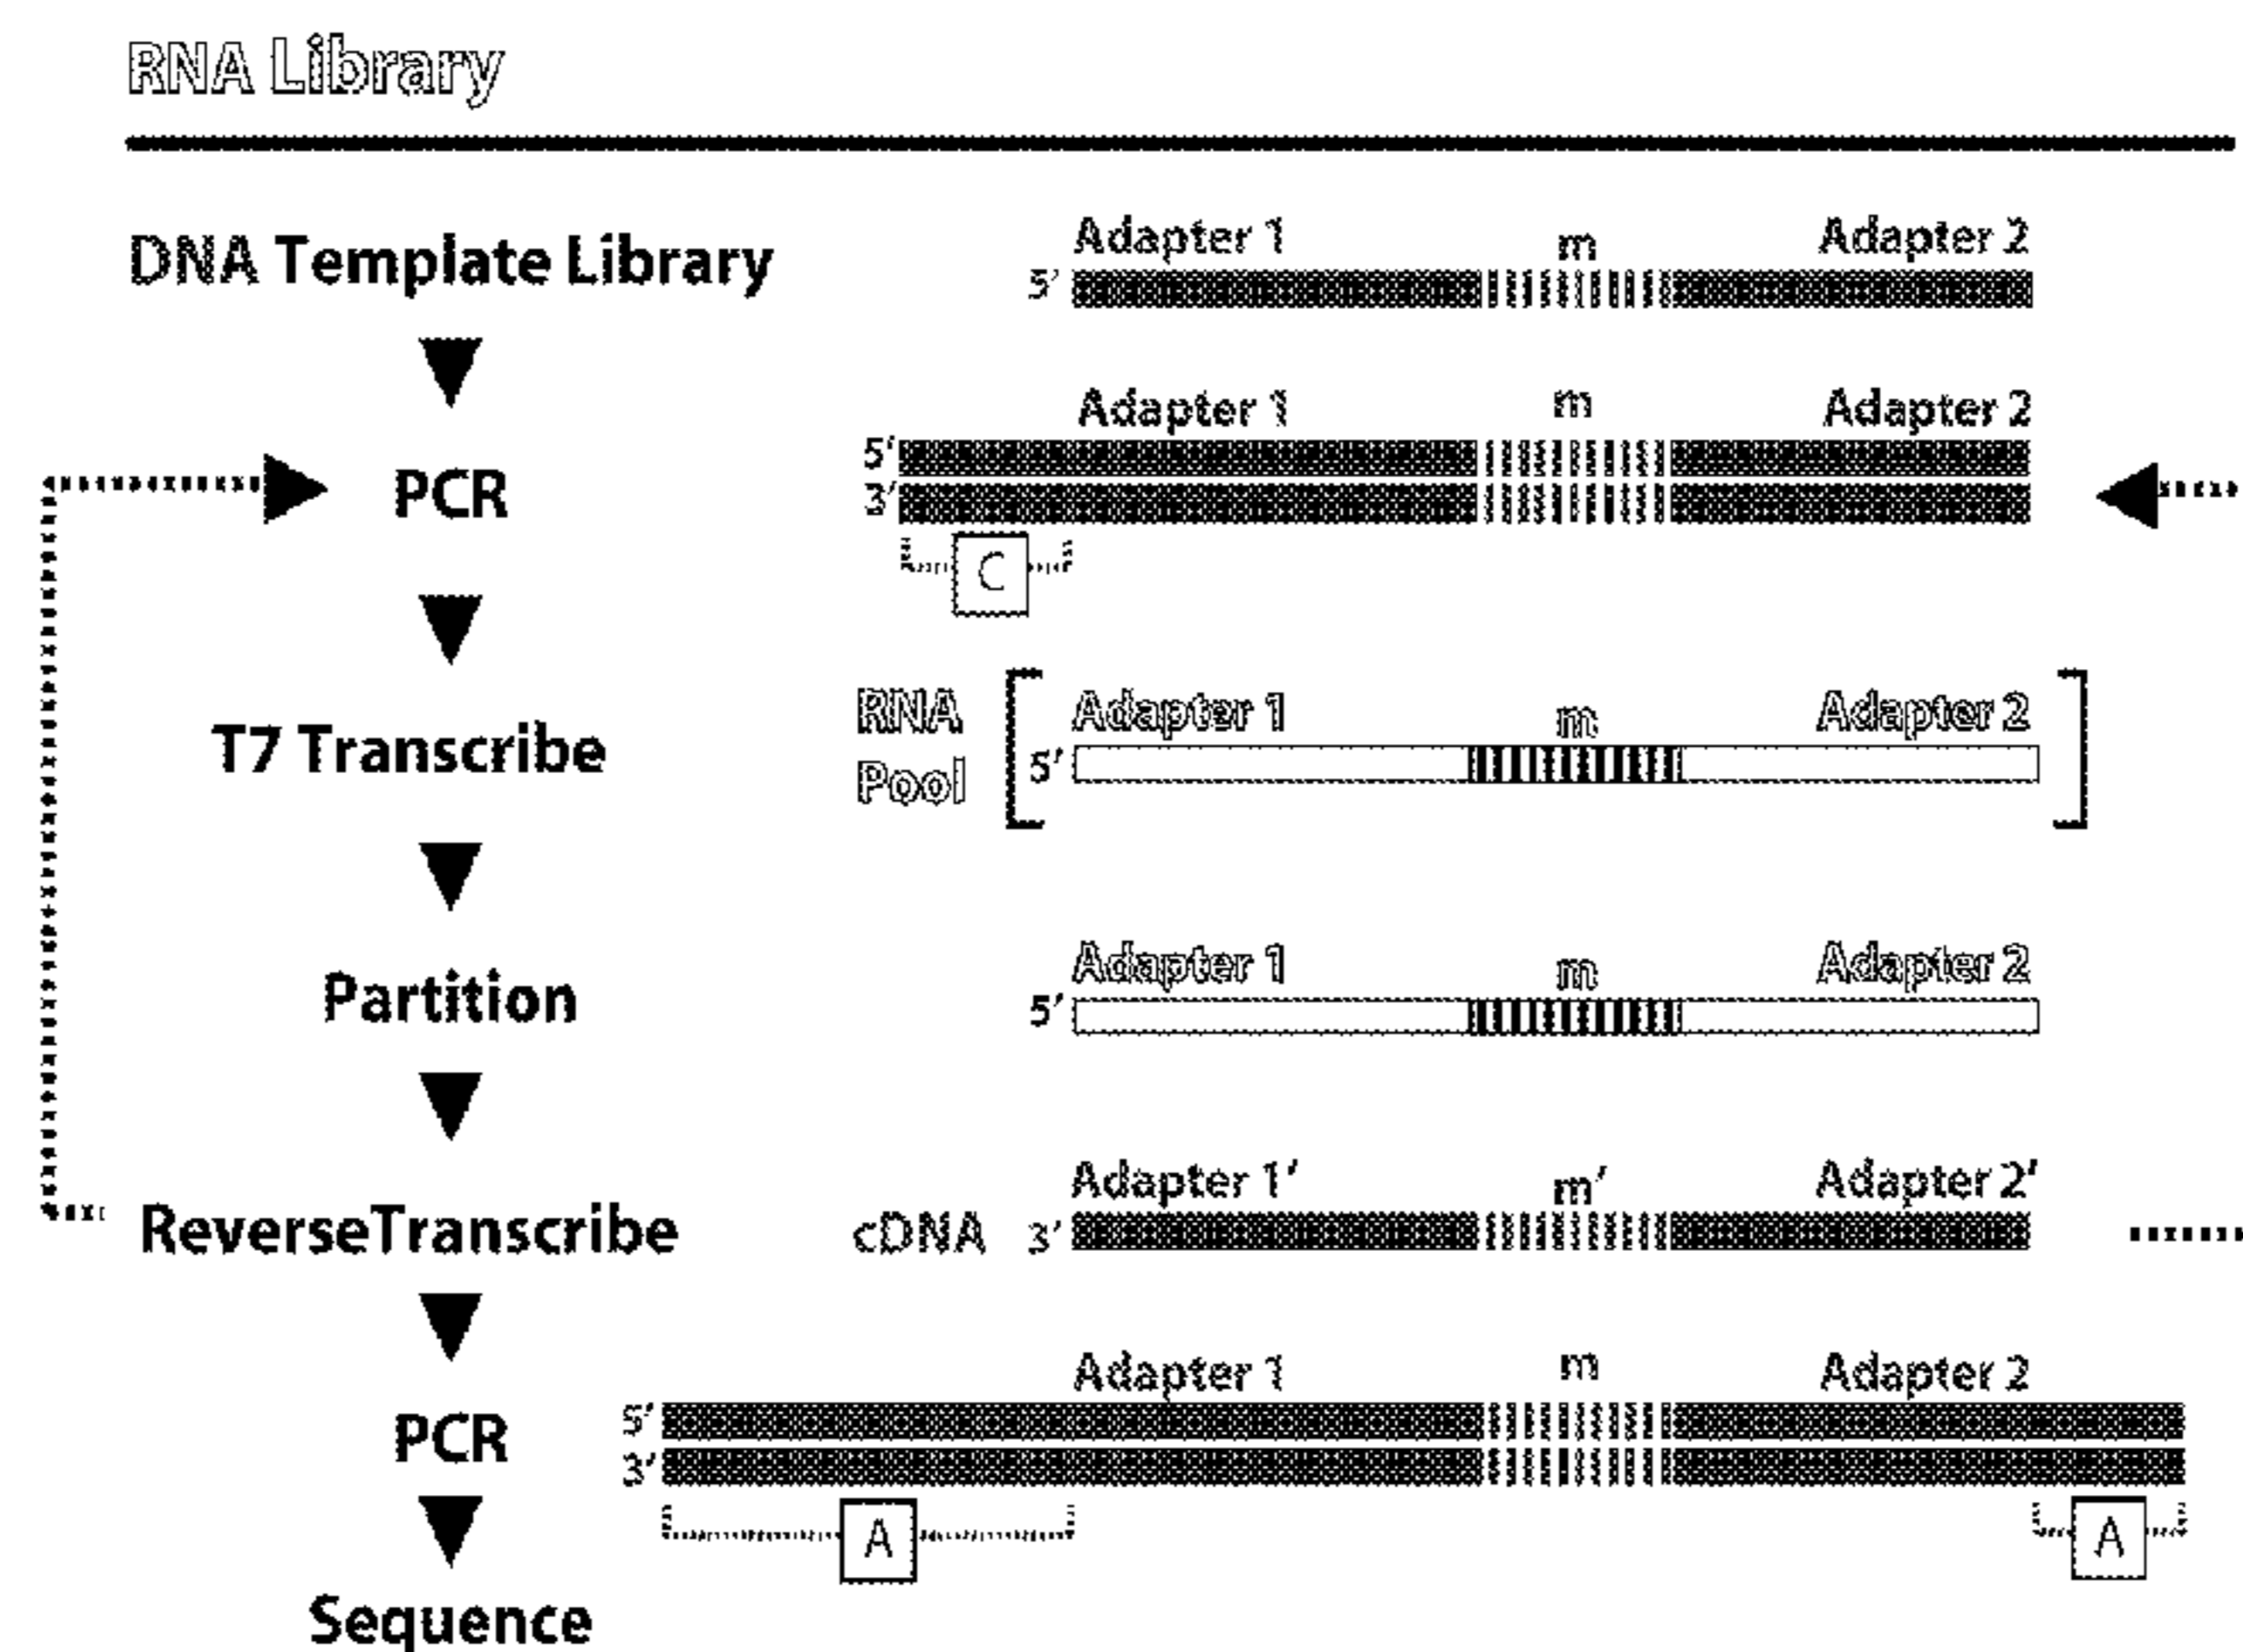 RNA Library
DNA Template Library
Adapter 1 m Adapter 2
5'
Adapter 1 m Adapter 2
PCR
5'
3'
C
T7 Transcribe
RNA Pool
Adapter 1 m Adapter 2
5'
Partition
Adapter 1 m Adapter 2
5'
ReverseTranscribe
cDNA
Adapter 1' m' Adapter 2'
3'
Adapter 1 m Adapter 2
PCR
5'
3'
A A
Sequence